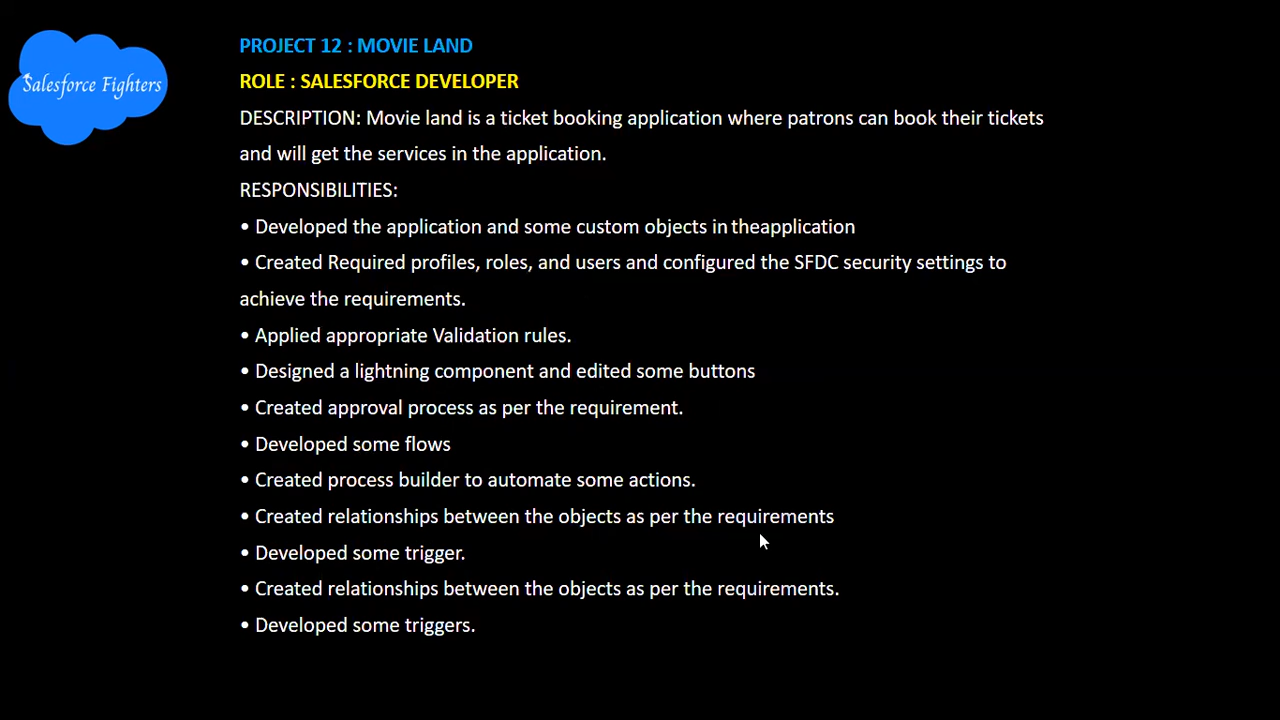 Salesforce Fighters
PROJECT 12 : MOVIE LAND
ROLE : SALESFORCE DEVELOPER
DESCRIPTION: Movie land is a ticket booking application where patrons can book their tickets
and will get the services in the application.
RESPONSIBILITIES:
• Developed the application and some custom objects in theapplication
• Created Required profiles, roles, and users and configured the SFDC security settings to
achieve the requirements.
• Applied appropriate Validation rules.
• Designed a lightning component and edited some buttons
• Created approval process as per the requirement.
• Developed some flows
• Created process builder to automate some actions.
• Created relationships between the objects as per the requirements
• Developed some trigger.
• Created relationships between the objects as per the requirements.
• Developed some triggers.